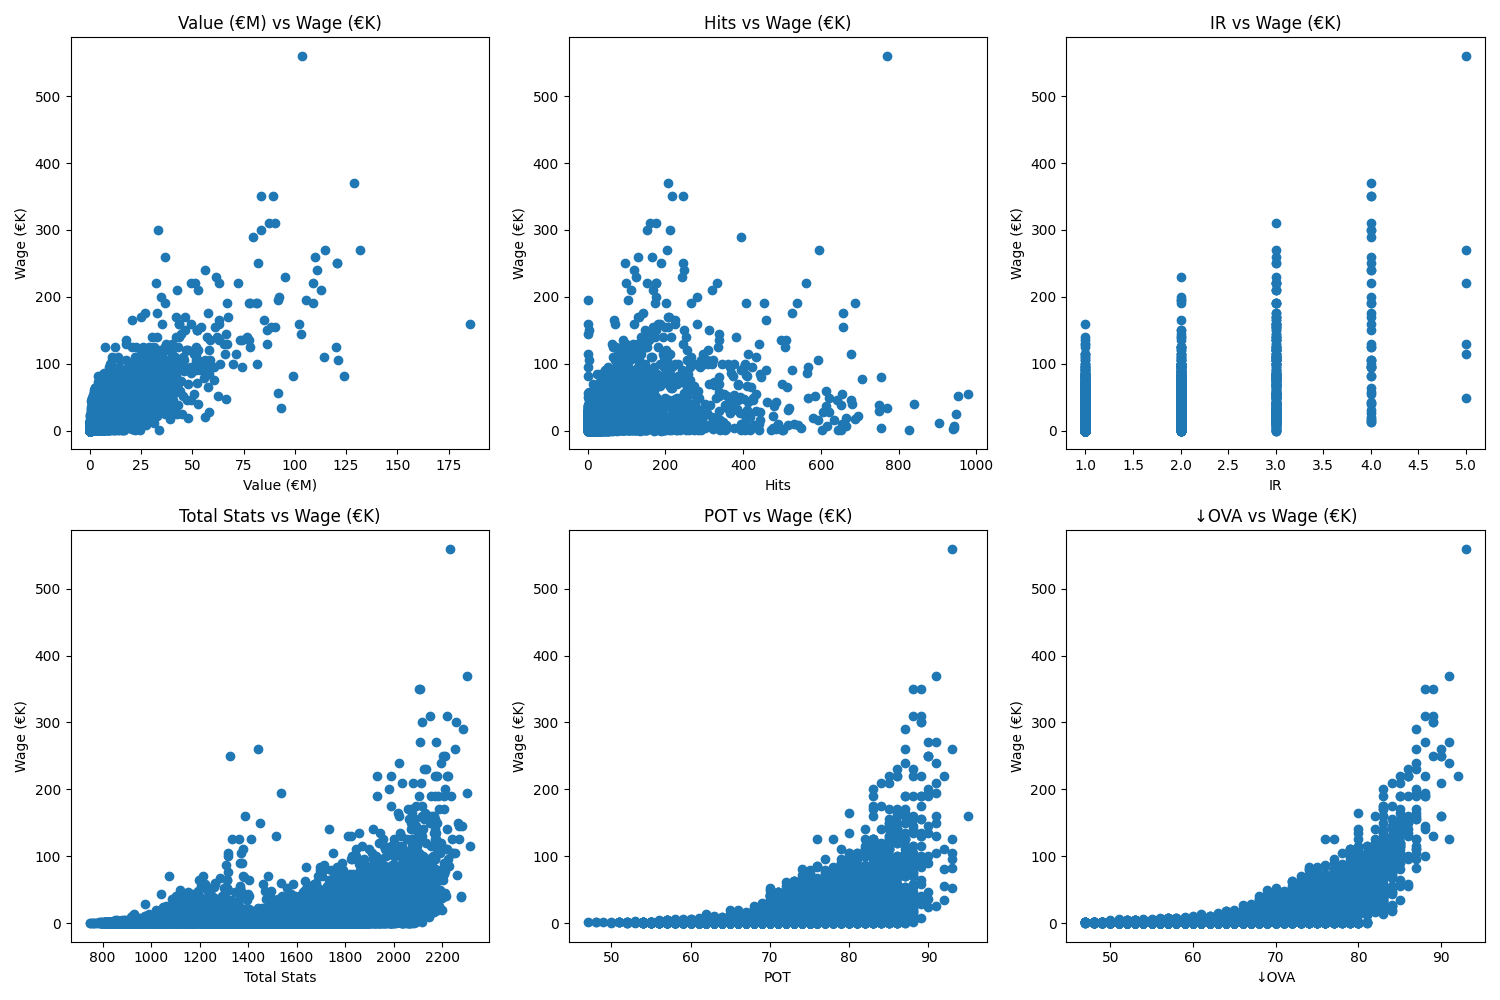 Value (€M) vs Wage (€K)
Hits vs Wage (€K)
IR vs Wage (€K)
Wage (€K)
500
400
300
200
100
0
0 25 50 75 100 125 150 175
Value (€M)
Wage (€K)
500
400
300
200
100
0
0 200 400 600 800 1000
Hits
Wage (€K)
500
400
300
200
100
0
1.0 1.5 2.0 2.5 3.0 3.5 4.0 4.5 5.0
IR
Total Stats vs Wage (€K)
POT vs Wage (€K)
↓OVA vs Wage (€K)
Wage (€K)
500
400
300
200
100
0
800 1000 1200 1400 1600 1800 2000 2200
Total Stats
Wage (€K)
500
400
300
200
100
0
50 60 70 80 90
POT
Wage (€K)
500
400
300
200
100
0
50 60 70 80 90
↓OVA